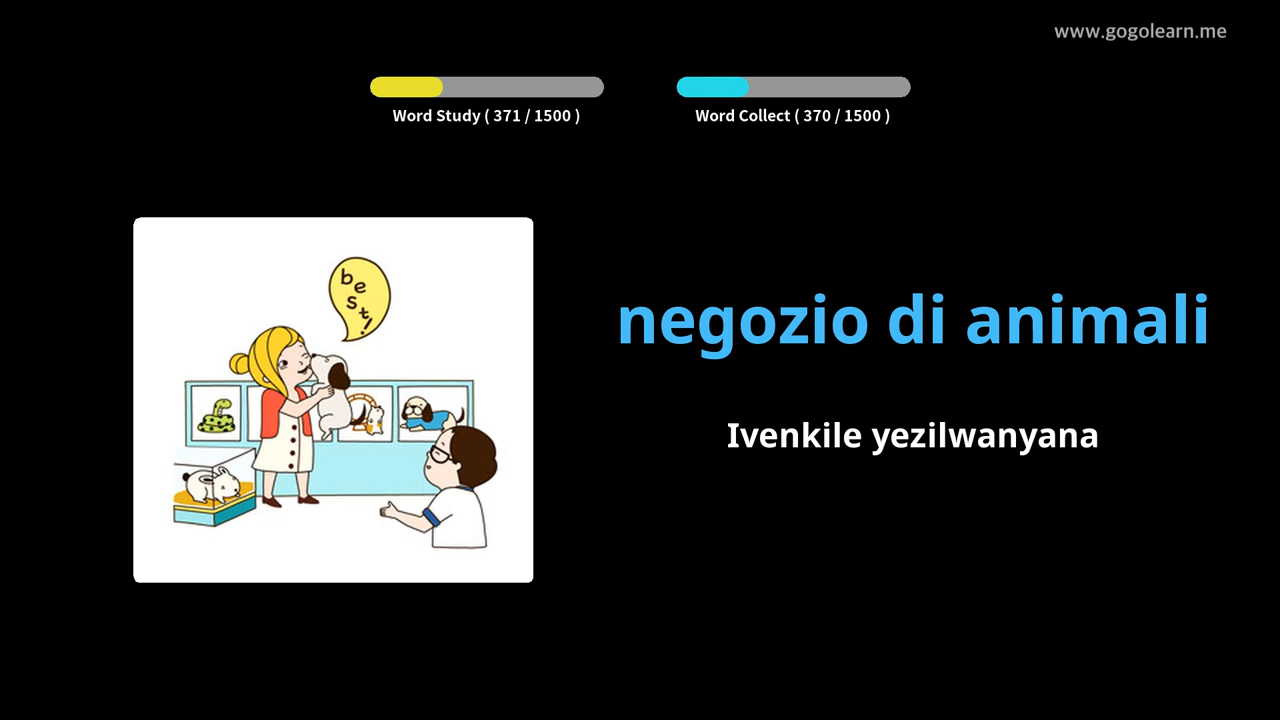 www.gogolearn.me
Word Study ( 371 / 1500 )
Word Collect ( 370 / 1500 )
best!
negozio di animali
Ivenkile yezilwanyana